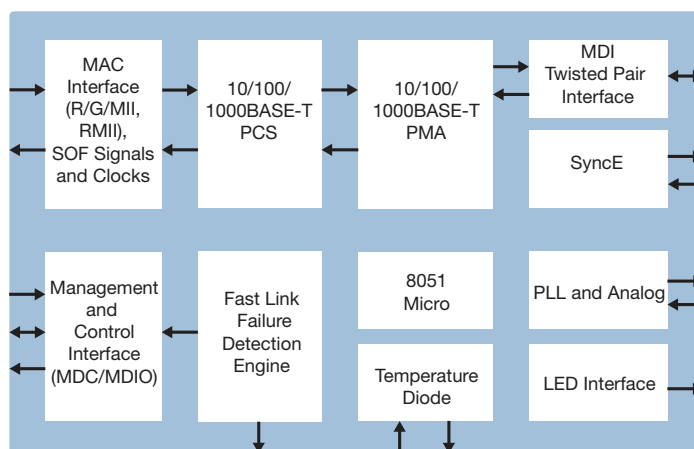 MAC
Interface
(R/G/MII,
RMII),
SOF Signals
and Clocks
10/100/
1000BASE-T
PCS
10/100/
1000BASE-T
PMA
MDI
Twisted Pair
Interface
SyncE
Management
and
Control
Interface
(MDC/MDIO)
Fast Link
Failure
Detection
Engine
8051
Micro
Temperature
Diode
PLL and Analog
LED Interface